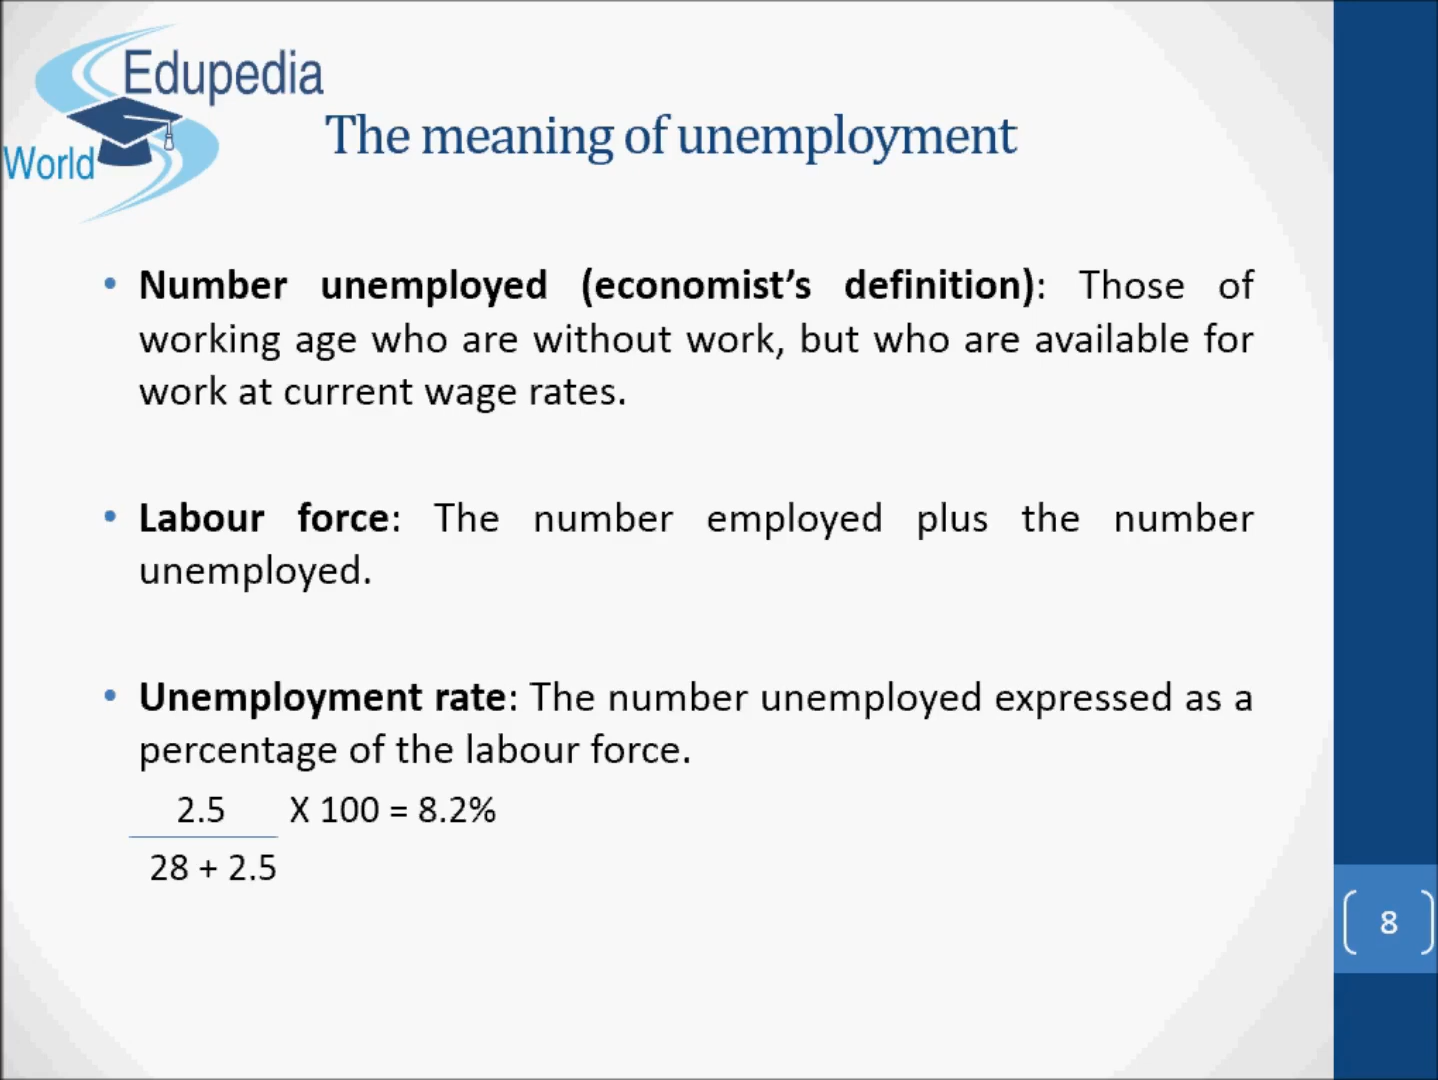 Edupedia
World
The meaning of unemployment
• Number unemployed (economist’s definition): Those of
working age who are without work, but who are available for
work at current wage rates.
• Labour force: The number employed plus the number
unemployed.
• Unemployment rate: The number unemployed expressed as a
percentage of the labour force.
2.5 X 100 = 8.2%
28 + 2.5
8